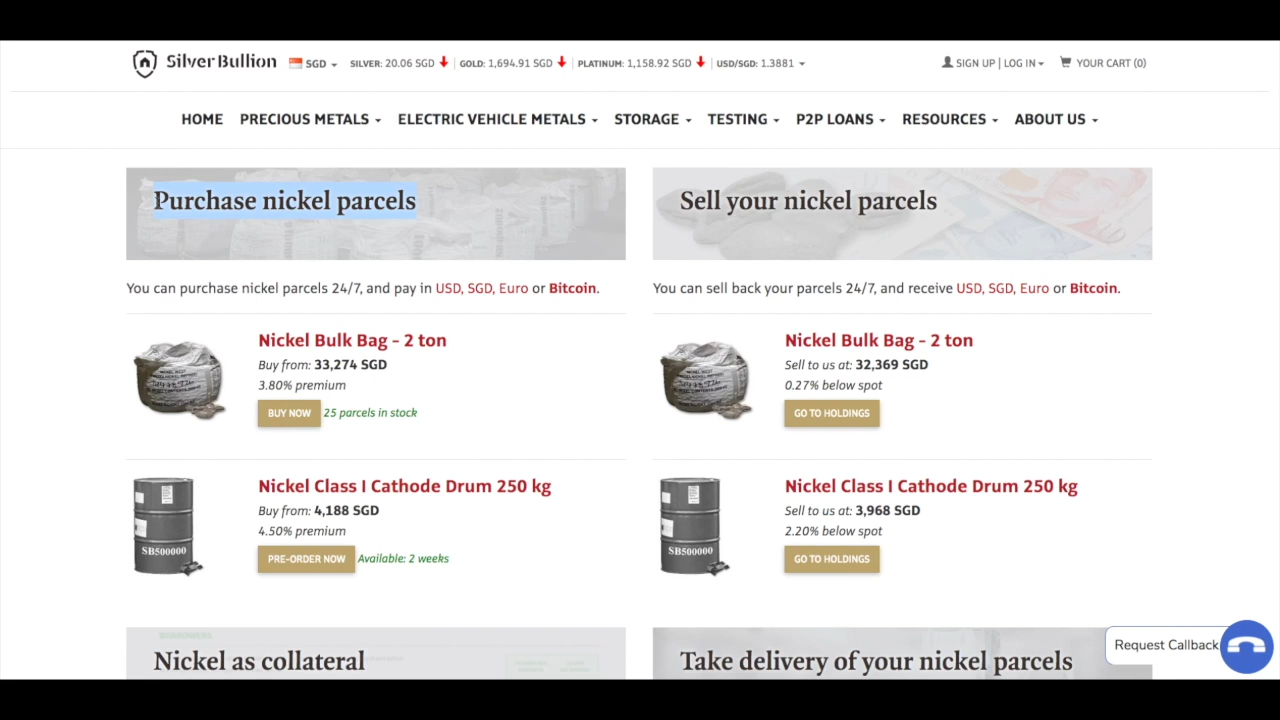 Silver Bullion SGD SILVER: 20.06 SGD GOLD: 1,694.91 SGD PLATINUM: 1,158.92 SGD USD/SGD: 1.3881 SIGN UP | LOG IN YOUR CART (0)
HOME PRECIOUS METALS ELECTRIC VEHICLE METALS STORAGE TESTING P2P LOANS RESOURCES ABOUT US
Purchase nickel parcels
You can purchase nickel parcels 24/7, and pay in USD, SGD, Euro or Bitcoin.
Nickel Bulk Bag - 2 ton
Buy from: 33,274 SGD
3.80% premium
BUY NOW 25 parcels in stock
Nickel Class I Cathode Drum 250 kg
Buy from: 4,188 SGD
4.50% premium
SB500000
PRE-ORDER NOW Available: 2 weeks
Sell your nickel parcels
You can sell back your parcels 24/7, and receive USD, SGD, Euro or Bitcoin.
Nickel Bulk Bag - 2 ton
Sell to us at: 32,369 SGD
0.27% below spot
GO TO HOLDINGS
Nickel Class I Cathode Drum 250 kg
Sell to us at: 3,968 SGD
2.20% below spot
SB500000
GO TO HOLDINGS
Nickel as collateral
Take delivery of your nickel parcels
Request Callback